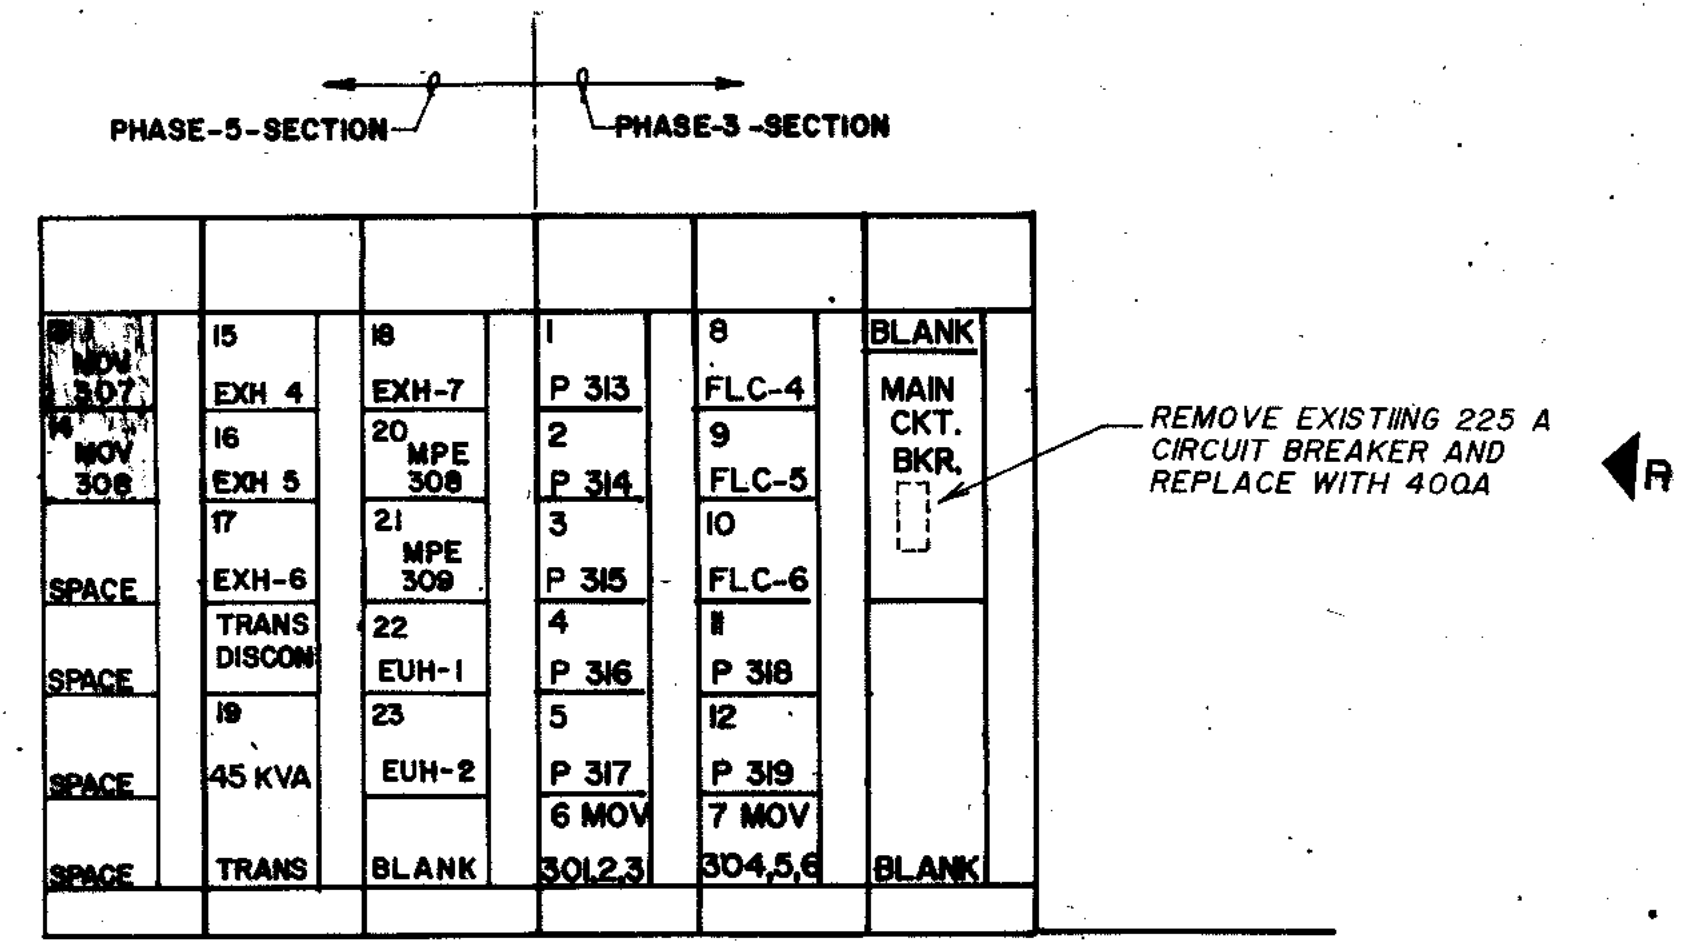 PHASE-5-SECTION
PHASE-3-SECTION
MOV
307
14
MOV
308
SPACE
SPACE
SPACE
SPACE
15
EXH 4
16
EXH 5
17
EXH-6
TRANS
DISCON
19
45 KVA
TRANS
18
EXH-7
20
MPE
308
21
MPE
309
22
EUH-1
23
EUH-2
BLANK
1
P 313
2
P 314
3
P 315
4
P 316
5
P 317
6 MOV
301,2,3
8
FLC-4
9
FLC-5
10
FLC-6
11
P 318
12
P 319
7 MOV
304,5,6
BLANK
MAIN
CKT.
BKR.
BLANK
REMOVE EXISTIING 225 A
CIRCUIT BREAKER AND
REPLACE WITH 400A
R